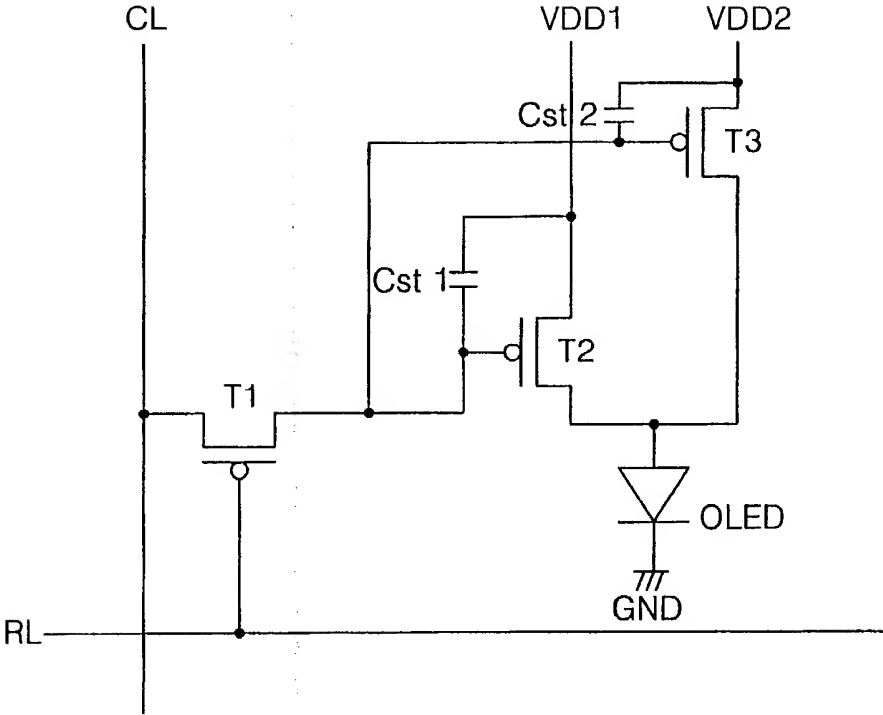 CL
VDD1
VDD2
Cst 2
T3
Cst 1
T2
T1
OLED
GND
RL